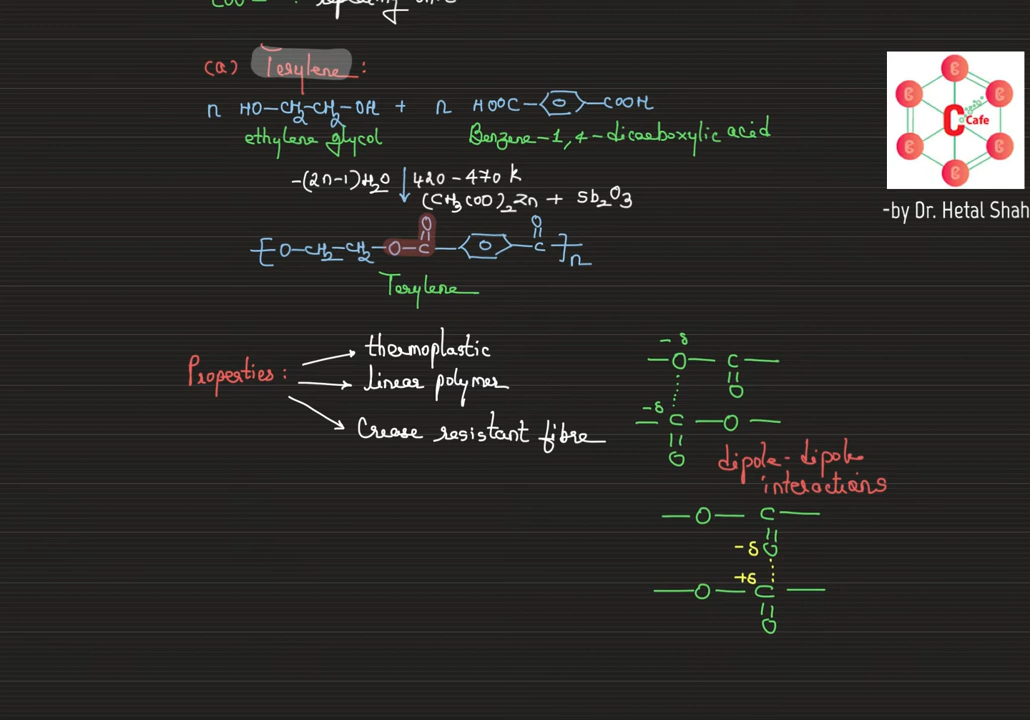 COO
(a) Terylene :
n HO-CH2-CH2-OH + n HOOC-COOH
ethylene glycol Benzene-1,4-dicarboxylic acid
-(2n-1)H2O 420-470 k
(CH3COO)2Zn + Sb2O3
[O-CH2-CH2-O-C(=O)-C(=O)]n
Terylene
Properties :
thermoplastic
linear polymer
Crease resistant fibre
-δ
-O-C-
O
-δ
-C-O-
O
dipole-dipole
interactions
-O-C-
-δ O
+δ
-O-C-
O
C
Cafe
-by Dr. Hetal Shah